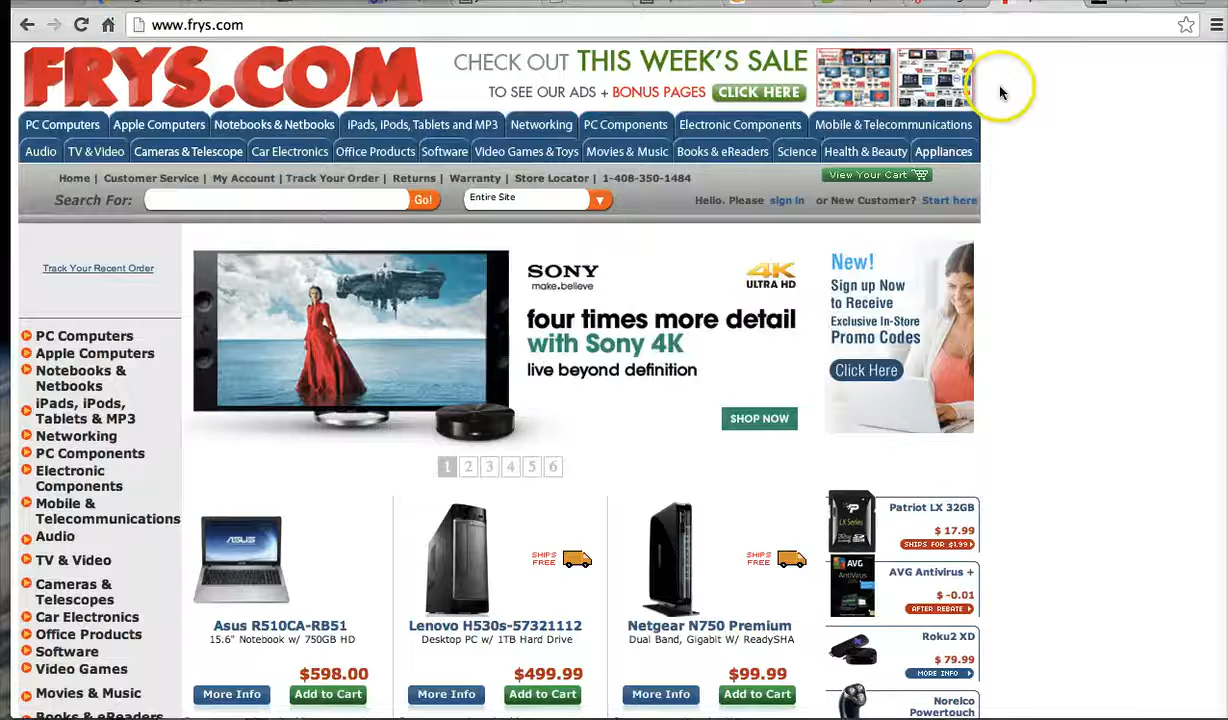 www.frys.com
FRYS.COM
CHECK OUT THIS WEEK'S SALE
TO SEE OUR ADS + BONUS PAGES CLICK HERE
PC Computers Apple Computers Notebooks & Netbooks iPads, iPods, Tablets and MP3 Networking PC Components Electronic Components Mobile & Telecommunications
Audio TV & Video Cameras & Telescope Car Electronics Office Products Software Video Games & Toys Movies & Music Books & eReaders Science Health & Beauty Appliances
Home | Customer Service | My Account | Track Your Order | Returns | Warranty | Store Locator | 1-408-350-1484
View Your Cart
Search For: Go! Entire Site
Hello. Please sign in or New Customer? Start here
Track Your Recent Order
PC Computers
Apple Computers
Notebooks &
Netbooks
iPads, iPods,
Tablets & MP3
Networking
PC Components
Electronic
Components
Mobile &
Telecommunications
Audio
TV & Video
Cameras &
Telescopes
Car Electronics
Office Products
Software
Video Games
Movies & Music
Books & eReaders
SONY
make.believe
4K
ULTRA HD
four times more detail
with Sony 4K
live beyond definition
SHOP NOW
1 2 3 4 5 6
New!
Sign up Now
to Receive
Exclusive In-Store
Promo Codes
Click Here
ASUS
Asus R510CA-RB51
15.6" Notebook w/ 750GB HD
$598.00
More Info Add to Cart
SHIPS
FREE
Lenovo H530s-57321112
Desktop PC w/ 1TB Hard Drive
$499.99
More Info Add to Cart
SHIPS
FREE
Netgear N750 Premium
Dual Band, Gigabit W/ ReadySHA
$99.99
More Info Add to Cart
LX Series
Patriot LX 32GB
$ 17.99
SHIPS FOR $1.99
AVG
AntiVirus
AVG Antivirus +
$ -0.01
AFTER REBATE
Roku2 XD
$ 79.99
MORE INFO
Norelco
Powertouch